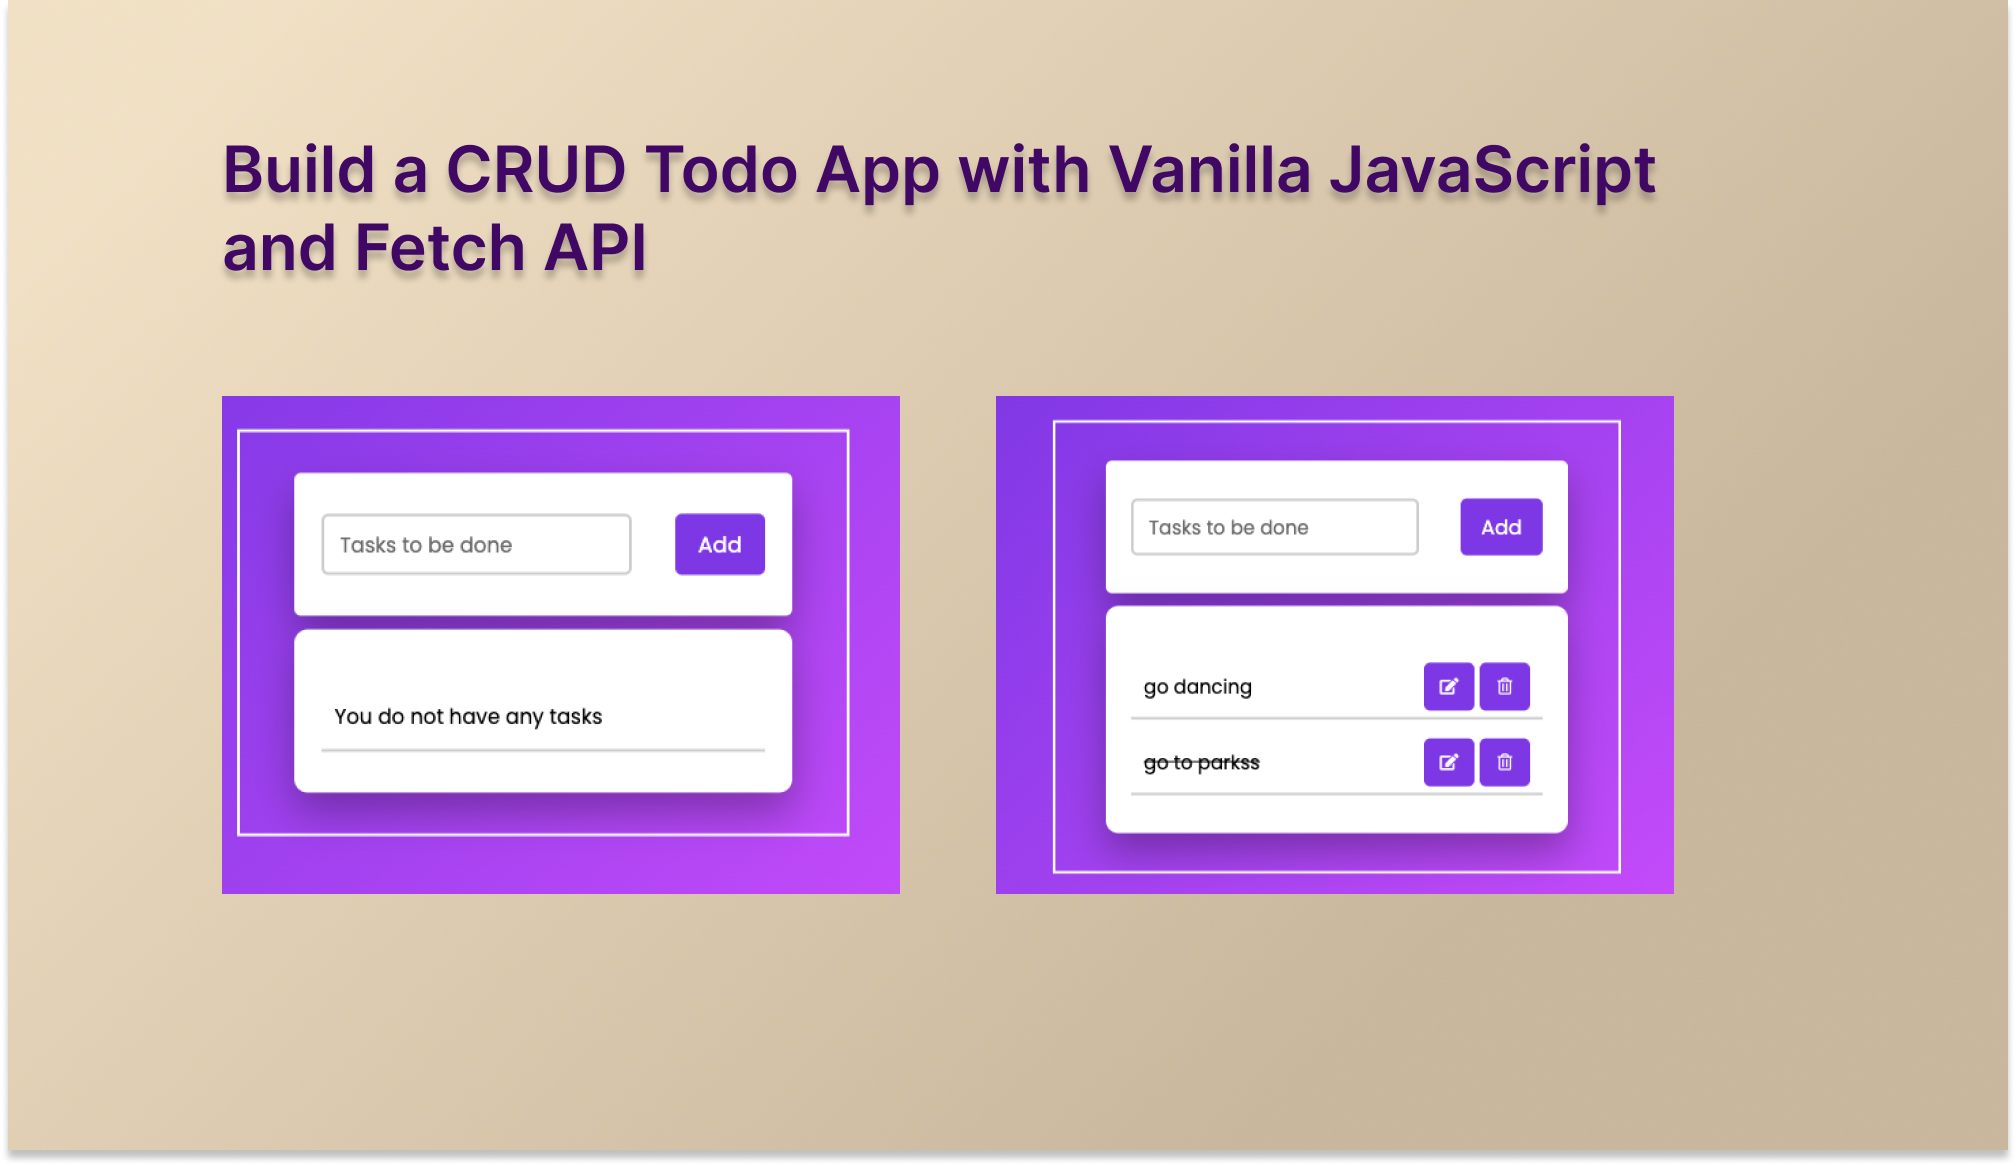 Build a CRUD Todo App with Vanilla JavaScript
and Fetch API
Tasks to be done
Add
You do not have any tasks
Tasks to be done
Add
go dancing
go to parkss